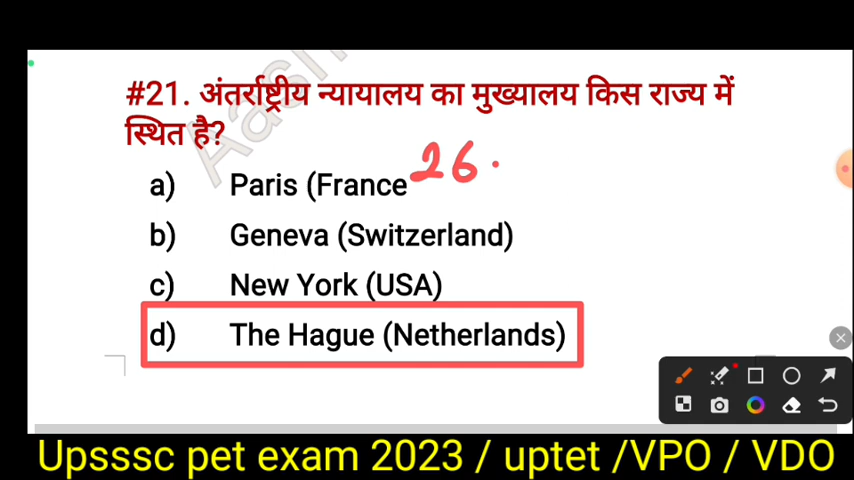 #21. अंतर्राष्ट्रीय न्यायालय का मुख्यालय किस राज्य में
स्थित है?
26.
a) Paris (France
b) Geneva (Switzerland)
c) New York (USA)
d) The Hague (Netherlands)
Upsssc pet exam 2023 / uptet /VPO / VDO